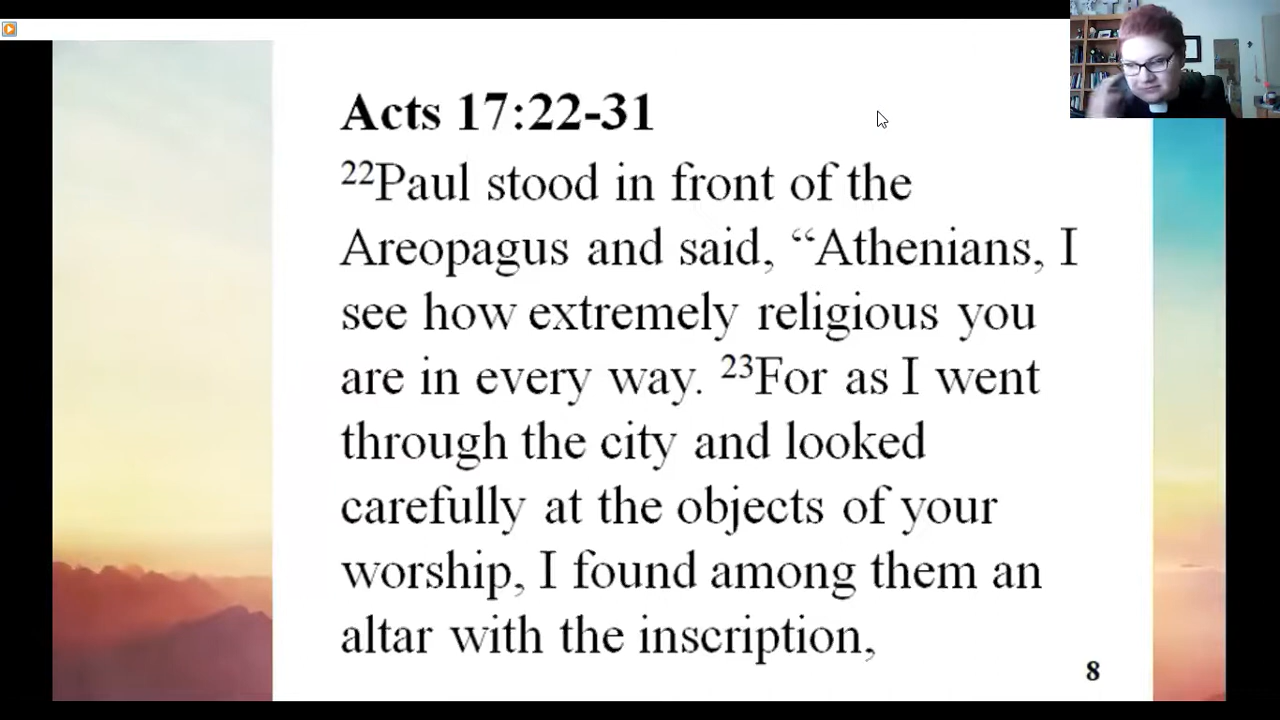 Acts 17:22-31
²²Paul stood in front of the
Areopagus and said, “Athenians, I
see how extremely religious you
are in every way. ²³For as I went
through the city and looked
carefully at the objects of your
worship, I found among them an
altar with the inscription,
8